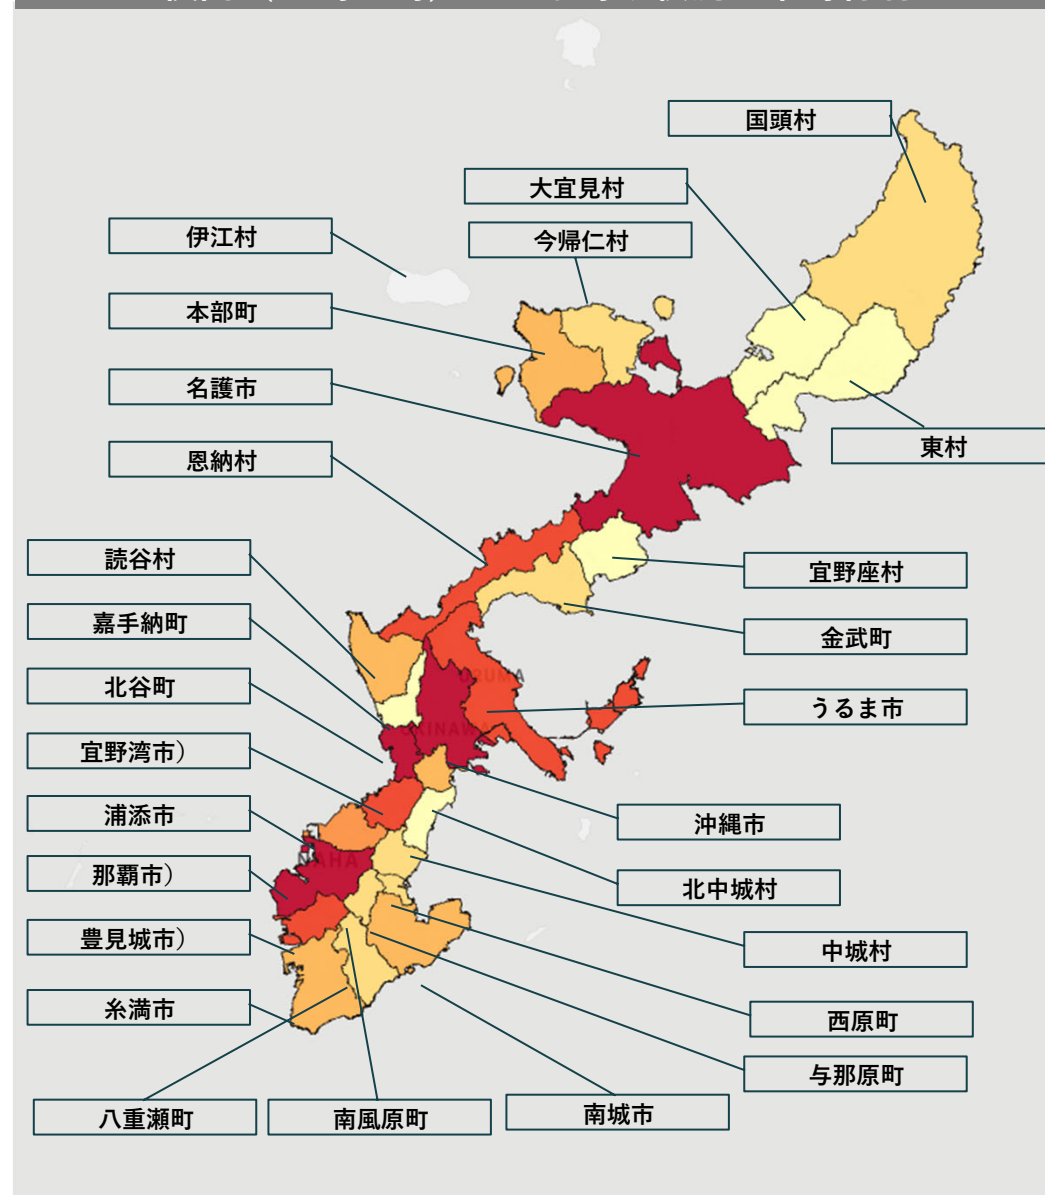 国頭村
大宜見村
今帰仁村
伊江村
本部町
名護市
東村
恩納村
読谷村
宜野座村
嘉手納町
金武町
北谷町
うるま市
宜野湾市）
浦添市
沖縄市
那覇市）
北中城村
豊見城市）
中城村
糸満市
西原町
与那原町
八重瀬町
南風原町
南城市
URUMA
OKINAWA
NAHA